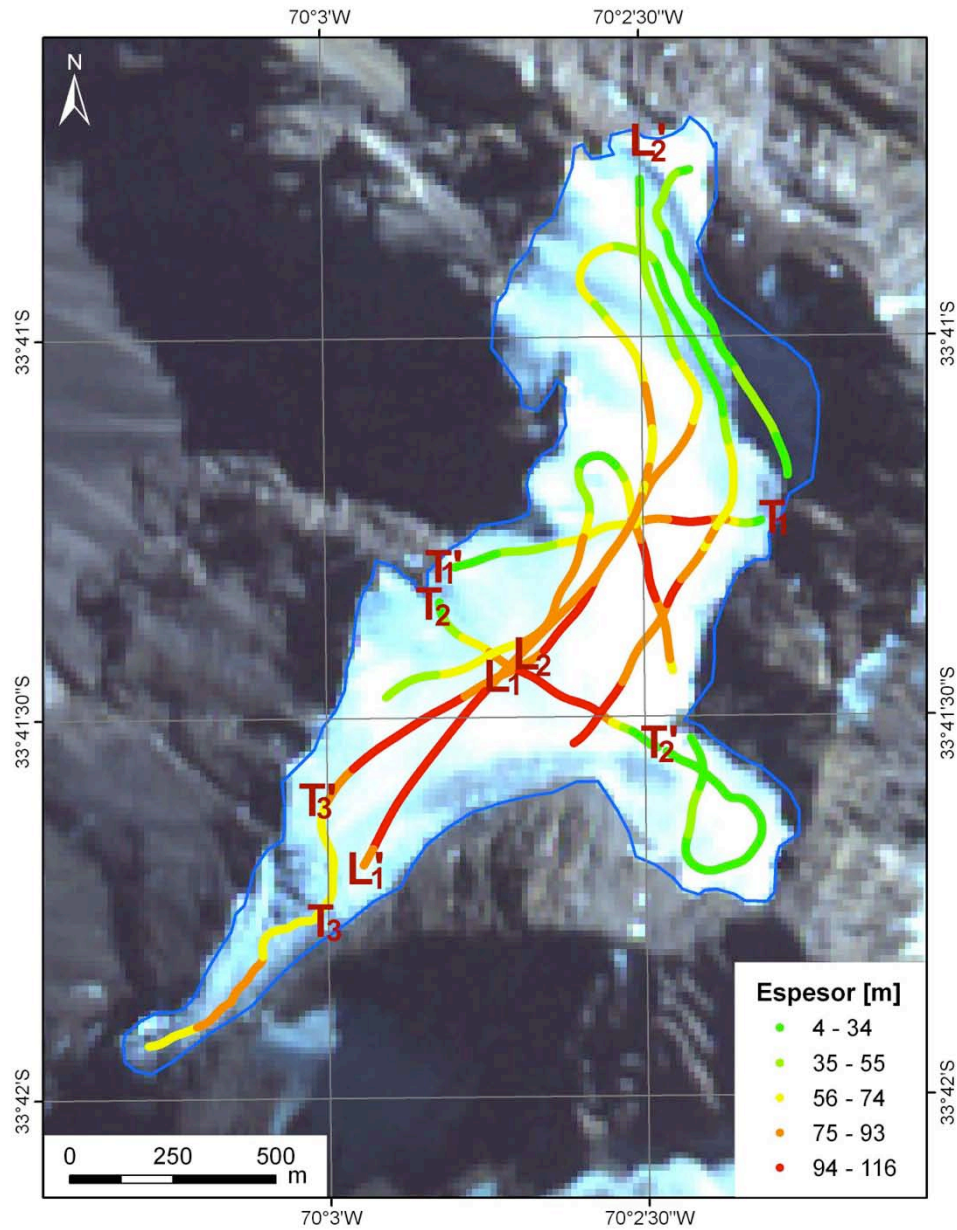 70°3'W 70°2'30"W
N
L2'
33°41'S 33°41'S
T1
T1'
T2
L2
L1
33°41'30"S 33°41'30"S
T2'
T3'
L1'
T3
Espesor [m]
4 - 34
35 - 55
56 - 74
75 - 93
94 - 116
33°42'S 33°42'S
0 250 500
m
70°3'W 70°2'30"W